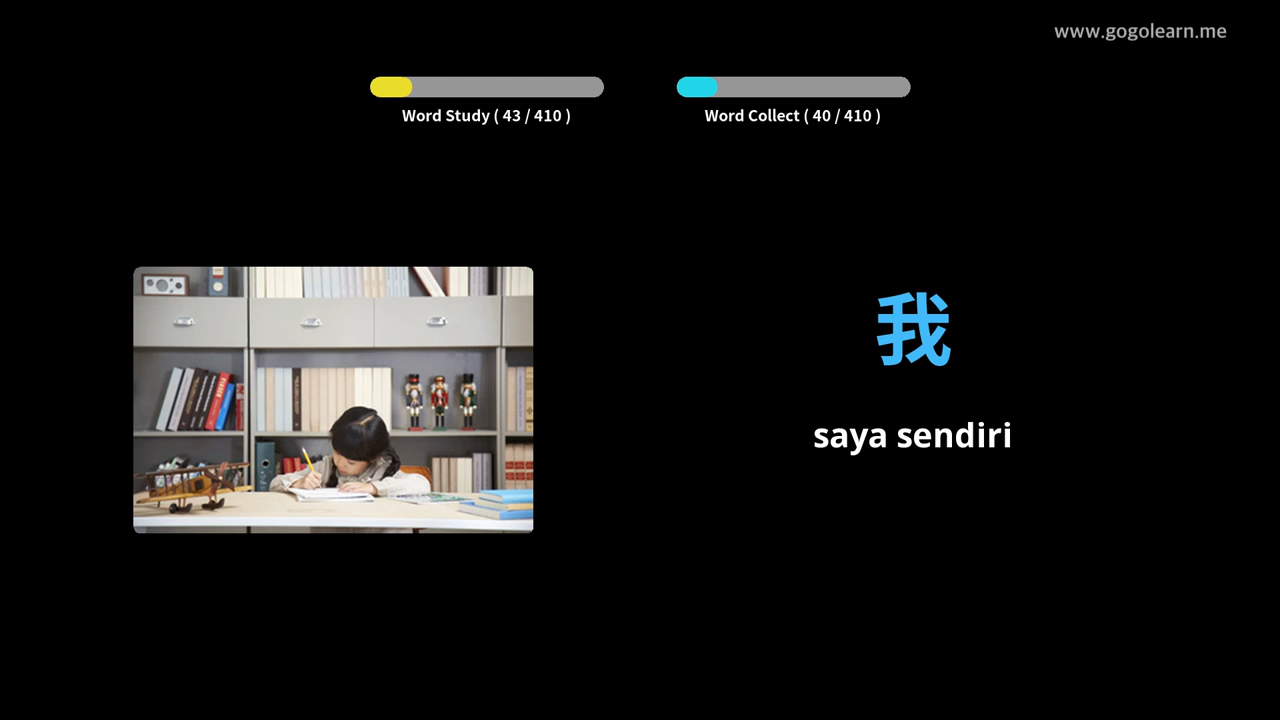 www.gogolearn.me
Word Study ( 43 / 410 )
Word Collect ( 40 / 410 )
我
saya sendiri